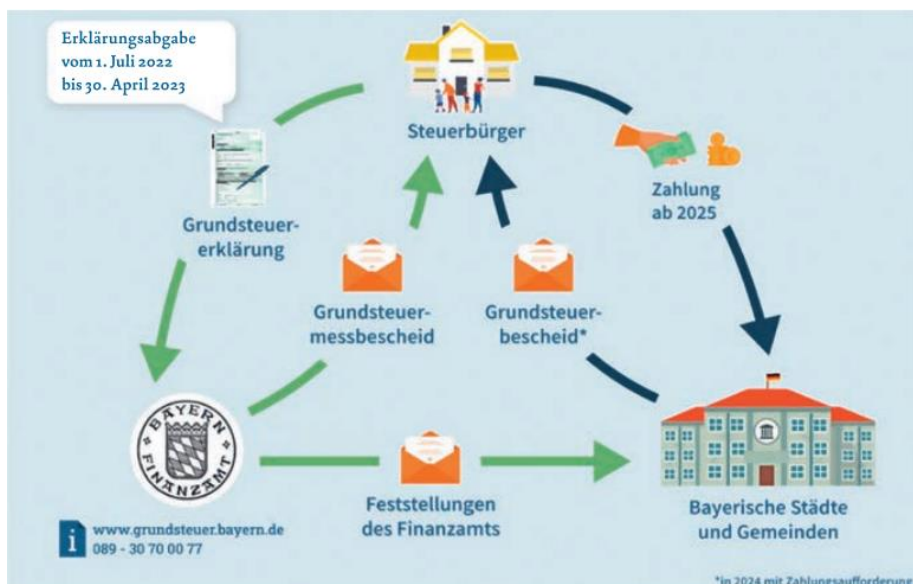 Erklärungsabgabe
vom 1. Juli 2022
bis 30. April 2023
Steuerbürger
Grundsteuer-
erklärung
Zahlung
ab 2025
Grundsteuer-
messbescheid
Grundsteuer-
bescheid*
BAYERN
FINANZAMT
Feststellungen
des Finanzamts
Bayerische Städte
und Gemeinden
i
www.grundsteuer.bayern.de
089 - 30 70 00 77
*in 2024 mit Zahlungsaufforderung